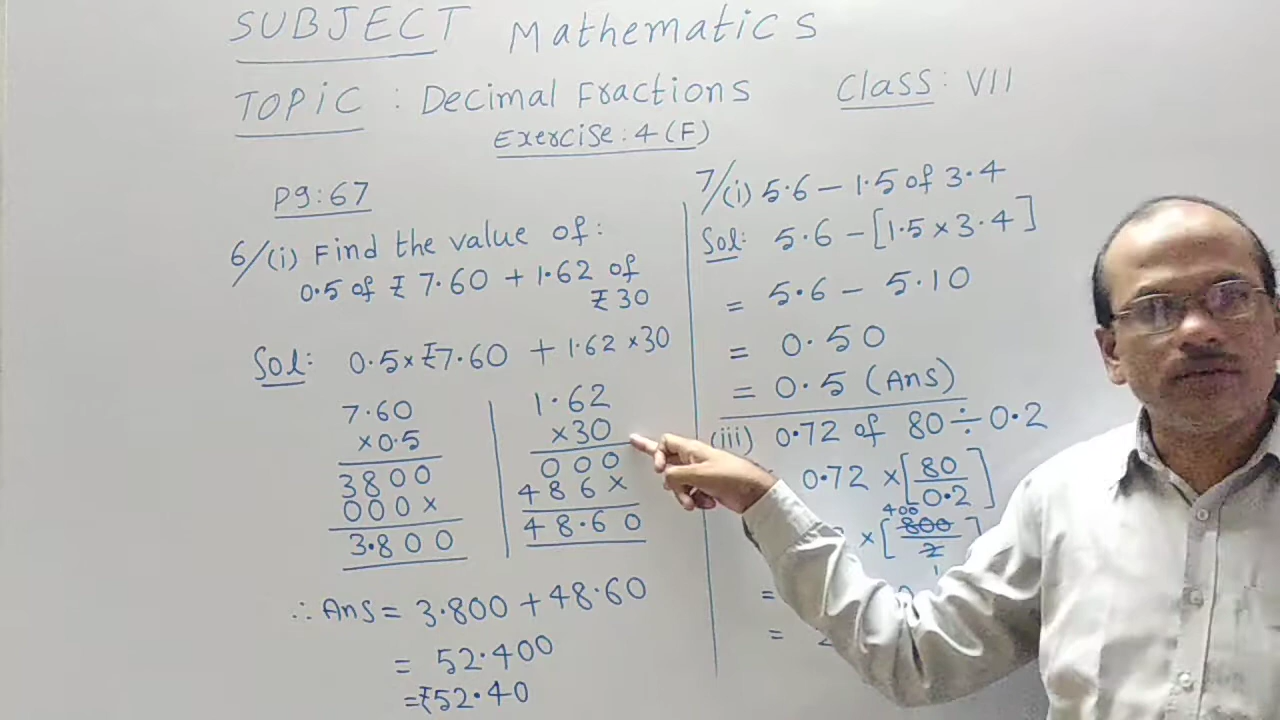 SUBJECT Mathematics
TOPIC : Decimal Fractions Class: VII
Exercise: 4 (F)
Pg: 67
6/(i) Find the value of:
0.5 of ₹ 7.60 + 1.62 of
₹ 30
Sol: 0.5 × ₹7.60 + 1.62 × 30
7.60
×0.5
3800
000×
3.800
1.62
×30
000
486×
48.60
∴ Ans = 3.800 + 48.60
= 52.400
= ₹52.40
7/(i) 5.6 – 1.5 of 3.4
Sol: 5.6 – [1.5 × 3.4]
= 5.6 – 5.10
= 0.50
= 0.5 (Ans)
(iii) 0.72 of 80 ÷ 0.2
0.72 × [80/0.2]
400
× [800/2]
1
=
=